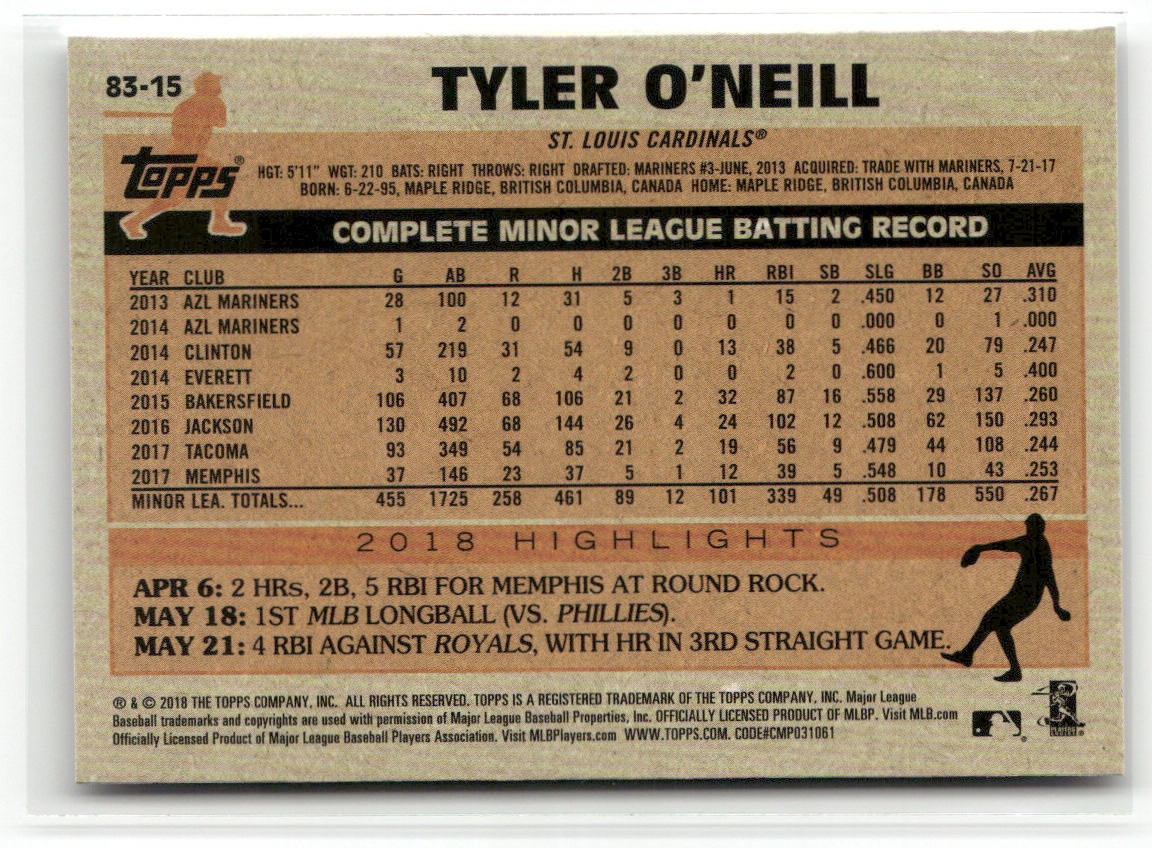 83-15
TYLER O'NEILL
ST. LOUIS CARDINALS®
Topps®
HGT: 5'11" WGT: 210 BATS: RIGHT THROWS: RIGHT DRAFTED: MARINERS #3-JUNE, 2013 ACQUIRED: TRADE WITH MARINERS, 7-21-17
BORN: 6-22-95, MAPLE RIDGE, BRITISH COLUMBIA, CANADA HOME: MAPLE RIDGE, BRITISH COLUMBIA, CANADA
COMPLETE MINOR LEAGUE BATTING RECORD
YEAR CLUB G AB R H 2B 3B HR RBI SB SLG BB SO AVG
2013 AZL MARINERS 28 100 12 31 5 3 1 15 2 .450 12 27 .310
2014 AZL MARINERS 1 2 0 0 0 0 0 0 0 .000 0 1 .000
2014 CLINTON 57 219 31 54 9 0 13 38 5 .466 20 79 .247
2014 EVERETT 3 10 2 4 2 0 0 2 0 .600 1 5 .400
2015 BAKERSFIELD 106 407 68 106 21 2 32 87 16 .558 29 137 .260
2016 JACKSON 130 492 68 144 26 4 24 102 12 .508 62 150 .293
2017 TACOMA 93 349 54 85 21 2 19 56 9 .479 44 108 .244
2017 MEMPHIS 37 146 23 37 5 1 12 39 5 .548 10 43 .253
MINOR LEA. TOTALS... 455 1725 258 461 89 12 101 339 49 .508 178 550 .267
2018 HIGHLIGHTS
APR 6: 2 HRs, 2B, 5 RBI FOR MEMPHIS AT ROUND ROCK.
MAY 18: 1ST MLB LONGBALL (VS. PHILLIES).
MAY 21: 4 RBI AGAINST ROYALS, WITH HR IN 3RD STRAIGHT GAME.
® & © 2018 THE TOPPS COMPANY, INC. ALL RIGHTS RESERVED. TOPPS IS A REGISTERED TRADEMARK OF THE TOPPS COMPANY, INC. Major League
Baseball trademarks and copyrights are used with permission of Major League Baseball Properties, Inc. OFFICIALLY LICENSED PRODUCT OF MLBP. Visit MLB.com
Officially Licensed Product of Major League Baseball Players Association. Visit MLBPlayers.com WWW.TOPPS.COM. CODE#CMP031061